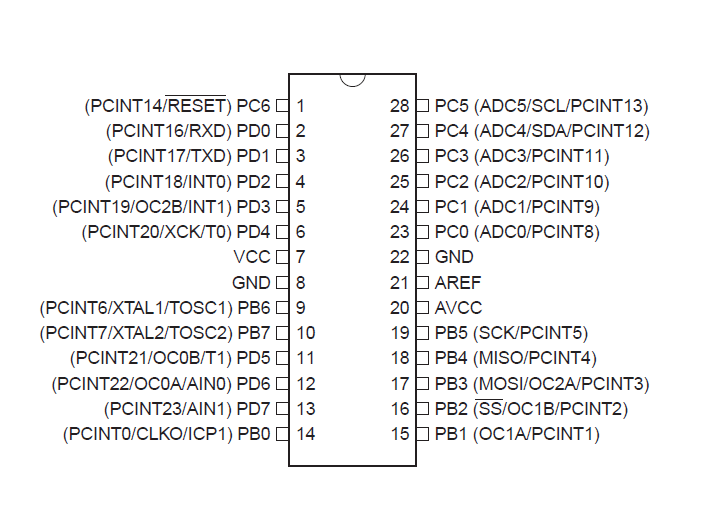 (PCINT14/RESET) PC6 1 28 PC5 (ADC5/SCL/PCINT13)
(PCINT16/RXD) PD0 2 27 PC4 (ADC4/SDA/PCINT12)
(PCINT17/TXD) PD1 3 26 PC3 (ADC3/PCINT11)
(PCINT18/INT0) PD2 4 25 PC2 (ADC2/PCINT10)
(PCINT19/OC2B/INT1) PD3 5 24 PC1 (ADC1/PCINT9)
(PCINT20/XCK/T0) PD4 6 23 PC0 (ADC0/PCINT8)
VCC 7 22 GND
GND 8 21 AREF
(PCINT6/XTAL1/TOSC1) PB6 9 20 AVCC
(PCINT7/XTAL2/TOSC2) PB7 10 19 PB5 (SCK/PCINT5)
(PCINT21/OC0B/T1) PD5 11 18 PB4 (MISO/PCINT4)
(PCINT22/OC0A/AIN0) PD6 12 17 PB3 (MOSI/OC2A/PCINT3)
(PCINT23/AIN1) PD7 13 16 PB2 (SS/OC1B/PCINT2)
(PCINT0/CLKO/ICP1) PB0 14 15 PB1 (OC1A/PCINT1)